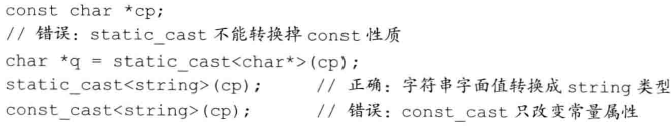 const char *cp;
// 错误：static_cast 不能转换掉 const 性质
char *q = static_cast<char*>(cp);
static_cast<string>(cp);    // 正确：字符串字面值转换成 string 类型
const_cast<string>(cp);    // 错误：const_cast 只改变常量属性